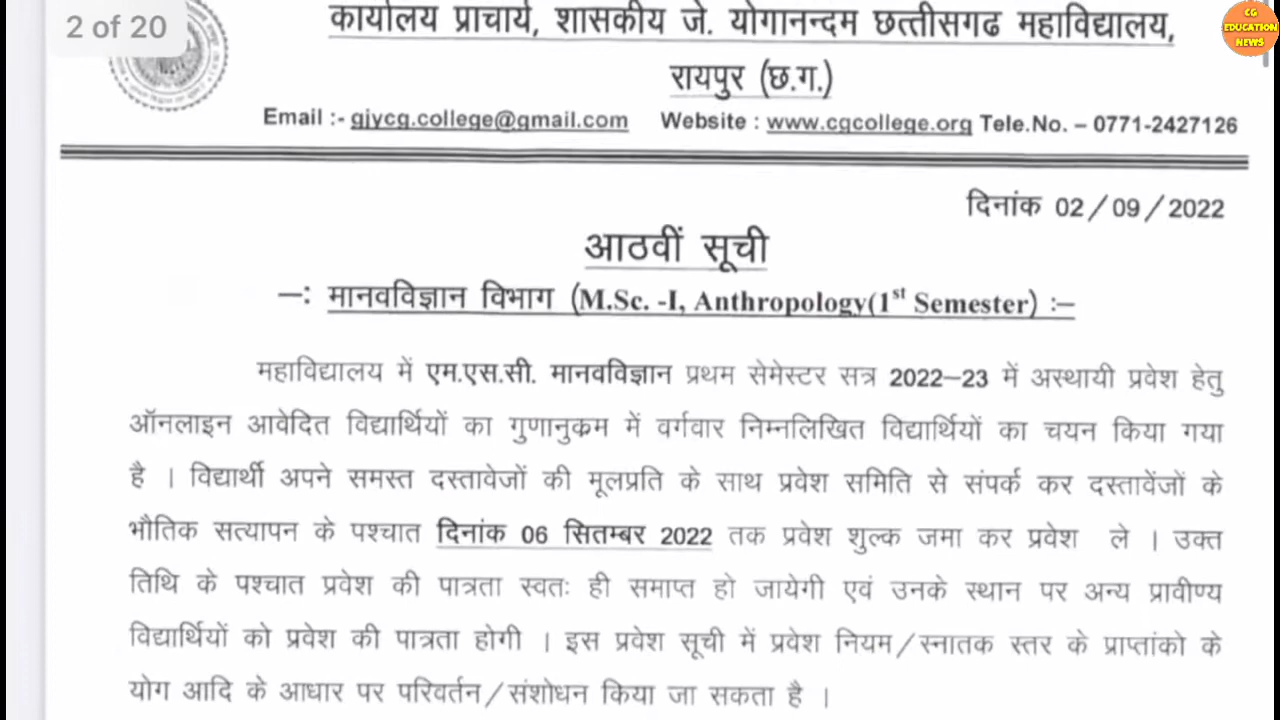 2 of 20
CG
EDUCATION
NEWS
कार्यालय प्राचार्य, शासकीय जे. योगानन्दम छत्तीसगढ महाविद्यालय,
रायपुर (छ.ग.)
Email :- gjycg.college@gmail.com Website : www.cgcollege.org Tele.No. – 0771-2427126
दिनांक 02/09/2022
आठवीं सूची
–: मानवविज्ञान विभाग (M.Sc. -I, Anthropology(1st Semester) :–
महाविद्यालय में एम.एस.सी. मानवविज्ञान प्रथम सेमेस्टर सत्र 2022–23 में अस्थायी प्रवेश हेतु
ऑनलाइन आवेदित विद्यार्थियों का गुणानुक्रम में वर्गवार निम्नलिखित विद्यार्थियों का चयन किया गया
है । विद्यार्थी अपने समस्त दस्तावेजों की मूलप्रति के साथ प्रवेश समिति से संपर्क कर दस्तावेंजों के
भौतिक सत्यापन के पश्चात दिनांक 06 सितम्बर 2022 तक प्रवेश शुल्क जमा कर प्रवेश ले । उक्त
तिथि के पश्चात प्रवेश की पात्रता स्वतः ही समाप्त हो जायेगी एवं उनके स्थान पर अन्य प्रावीण्य
विद्यार्थियों को प्रवेश की पात्रता होगी । इस प्रवेश सूची में प्रवेश नियम/स्नातक स्तर के प्राप्तांको के
योग आदि के आधार पर परिवर्तन/संशोधन किया जा सकता है ।